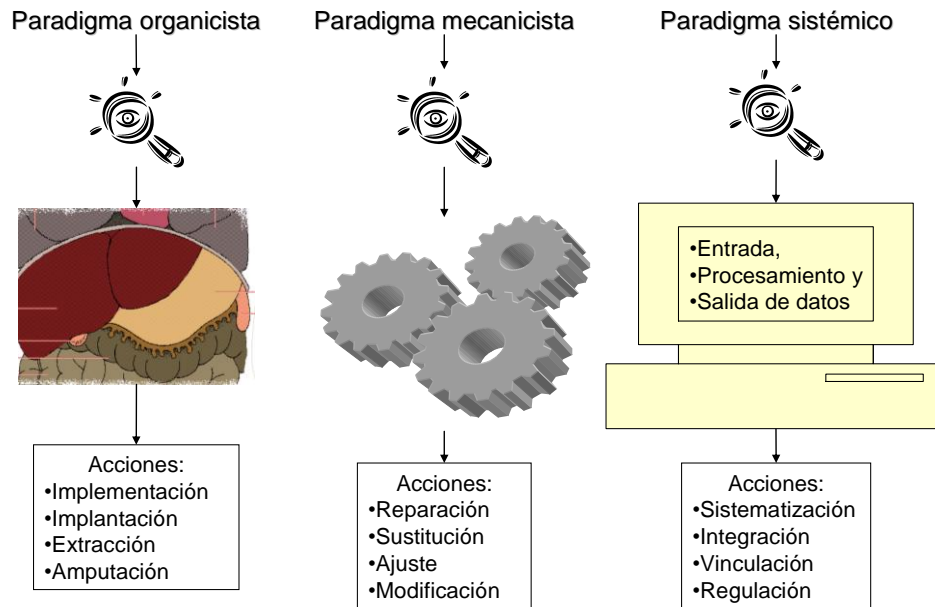 Paradigma organicista
Paradigma mecanicista
Paradigma sistémico
•Entrada,
•Procesamiento y
•Salida de datos
Acciones:
•Implementación
•Implantación
•Extracción
•Amputación
Acciones:
•Reparación
•Sustitución
•Ajuste
•Modificación
Acciones:
•Sistematización
•Integración
•Vinculación
•Regulación